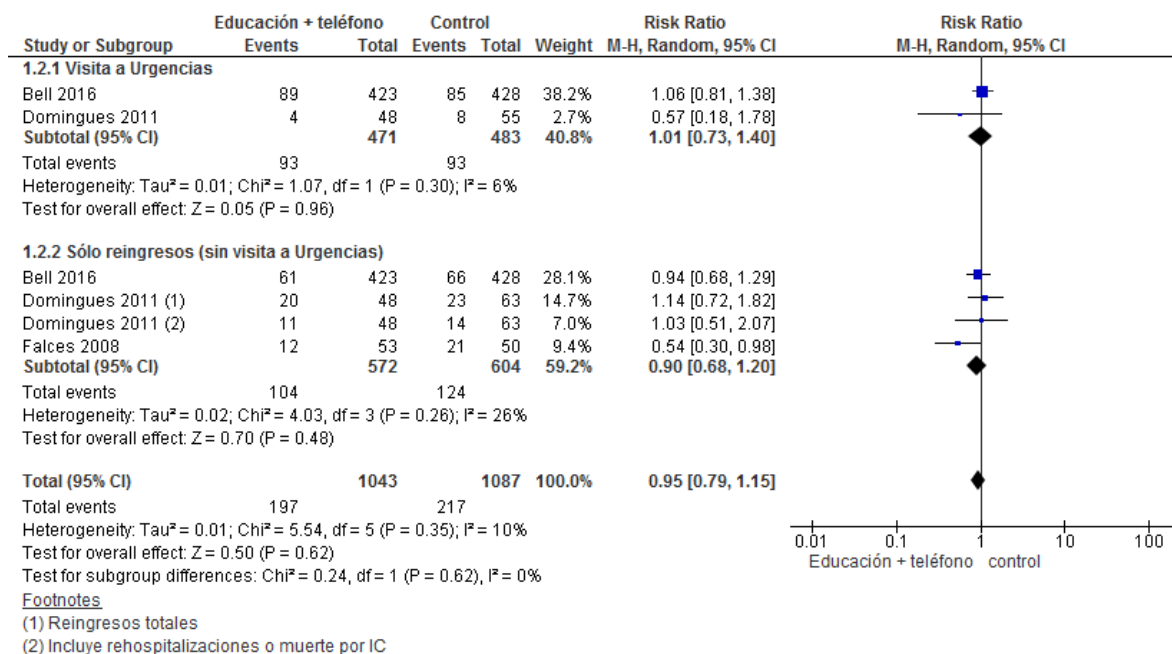 Educación + teléfono Control Risk Ratio Risk Ratio
Study or Subgroup Events Total Events Total Weight M-H, Random, 95% CI M-H, Random, 95% CI
1.2.1 Visita a Urgencias
Bell 2016 89 423 85 428 38.2% 1.06 [0.81, 1.38]
Domingues 2011 4 48 8 55 2.7% 0.57 [0.18, 1.78]
Subtotal (95% CI) 471 483 40.8% 1.01 [0.73, 1.40]
Total events 93 93
Heterogeneity: Tau² = 0.01; Chi² = 1.07, df = 1 (P = 0.30); I² = 6%
Test for overall effect: Z = 0.05 (P = 0.96)
1.2.2 Sólo reingresos (sin visita a Urgencias)
Bell 2016 61 423 66 428 28.1% 0.94 [0.68, 1.29]
Domingues 2011 (1) 20 48 23 63 14.7% 1.14 [0.72, 1.82]
Domingues 2011 (2) 11 48 14 63 7.0% 1.03 [0.51, 2.07]
Falces 2008 12 53 21 50 9.4% 0.54 [0.30, 0.98]
Subtotal (95% CI) 572 604 59.2% 0.90 [0.68, 1.20]
Total events 104 124
Heterogeneity: Tau² = 0.02; Chi² = 4.03, df = 3 (P = 0.26); I² = 26%
Test for overall effect: Z = 0.70 (P = 0.48)
Total (95% CI) 1043 1087 100.0% 0.95 [0.79, 1.15]
Total events 197 217
Heterogeneity: Tau² = 0.01; Chi² = 5.54, df = 5 (P = 0.35); I² = 10%
Test for overall effect: Z = 0.50 (P = 0.62)
Test for subgroup differences: Chi² = 0.24, df = 1 (P = 0.62), I² = 0%
0.01 0.1 1 10 100
Educación + teléfono control
Footnotes
(1) Reingresos totales
(2) Incluye rehospitalizaciones o muerte por IC